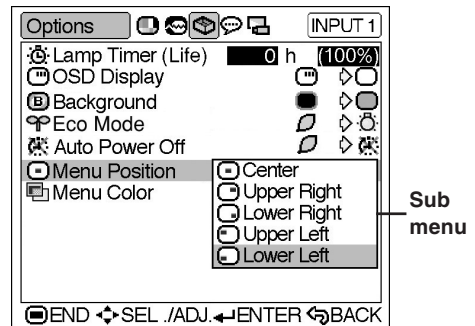 Options INPUT 1
Lamp Timer (Life) 0 h (100%)
OSD Display
B Background
Eco Mode
Auto Power Off
Menu Position
Menu Color
Center
Upper Right
Lower Right
Upper Left
Lower Left
Sub
menu
END SEL ./ADJ. ENTER BACK